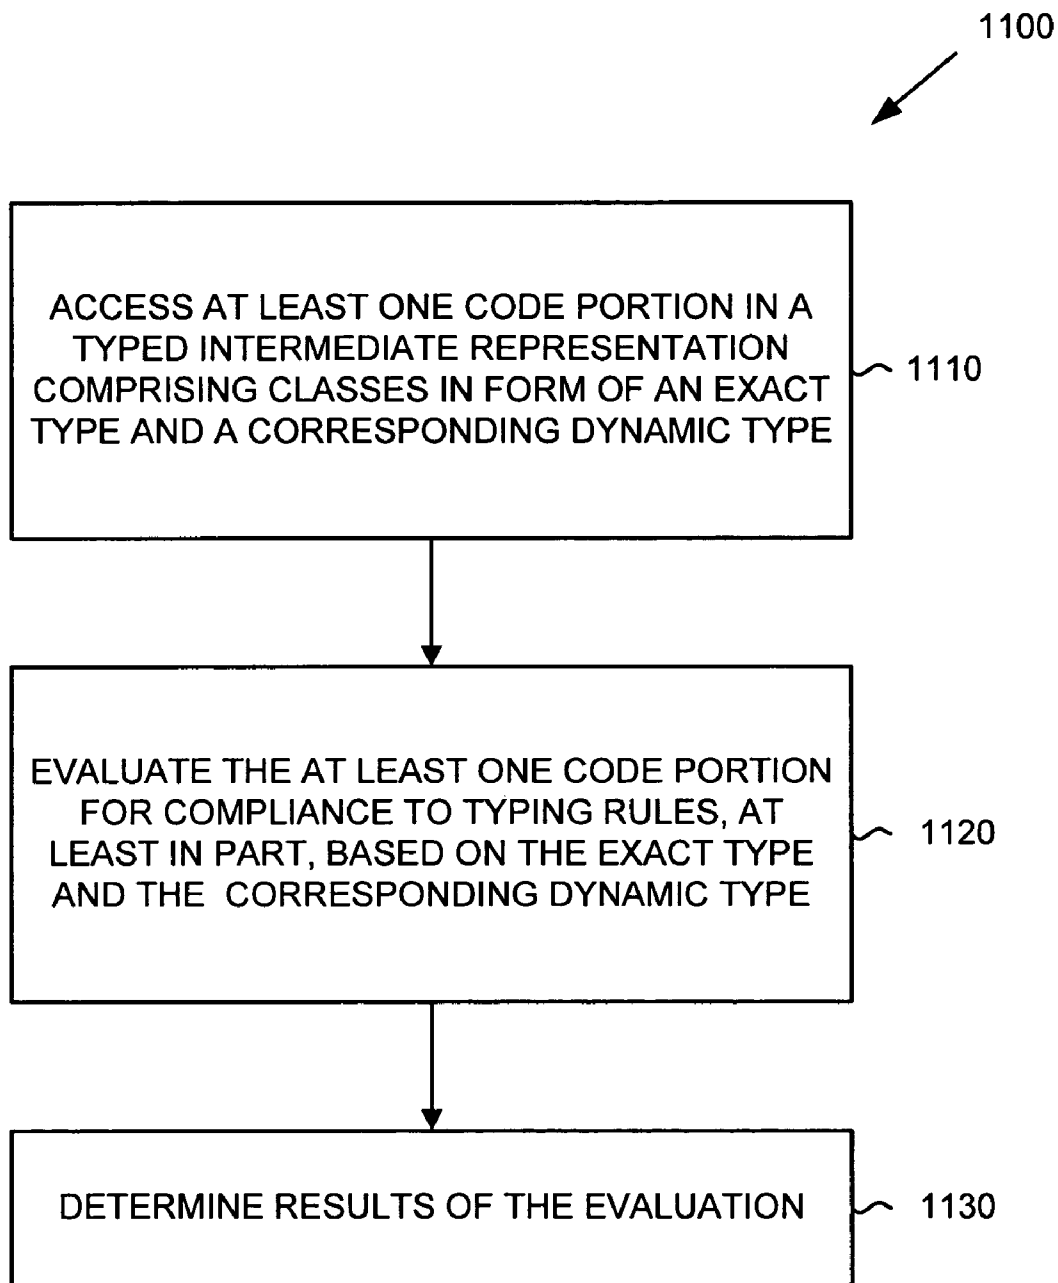 1100
ACCESS AT LEAST ONE CODE PORTION IN A
TYPED INTERMEDIATE REPRESENTATION
COMPRISING CLASSES IN FORM OF AN EXACT
TYPE AND A CORRESPONDING DYNAMIC TYPE
1110
EVALUATE THE AT LEAST ONE CODE PORTION
FOR COMPLIANCE TO TYPING RULES, AT
LEAST IN PART, BASED ON THE EXACT TYPE
AND THE CORRESPONDING DYNAMIC TYPE
1120
DETERMINE RESULTS OF THE EVALUATION
1130